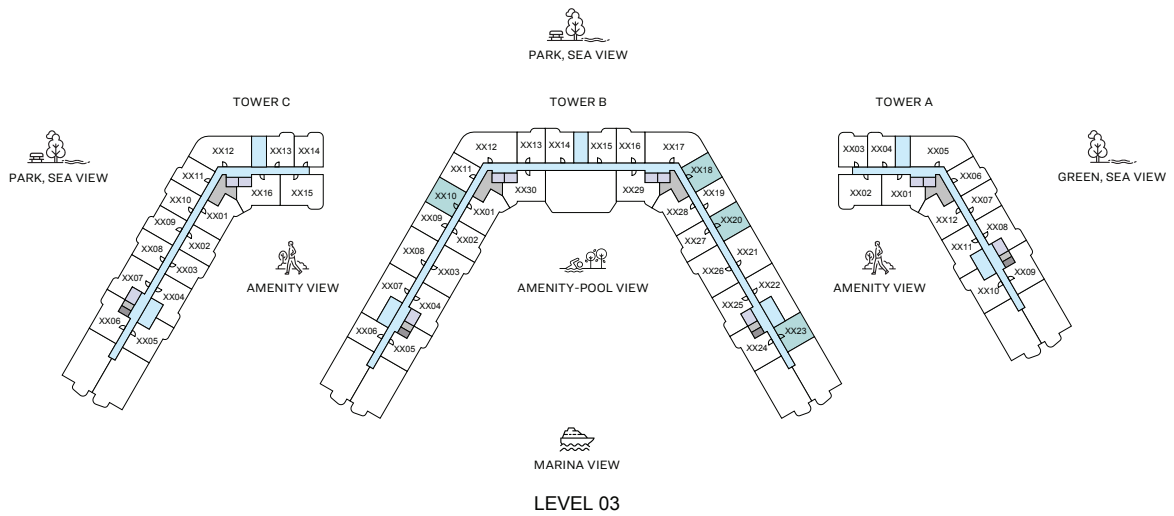 PARK, SEA VIEW
TOWER C
TOWER B
TOWER A
PARK, SEA VIEW
GREEN, SEA VIEW
XX12
XX13
XX14
XX11
XX16
XX15
XX10
XX01
XX09
XX02
XX08
XX03
XX07
XX04
XX06
XX05
XX12
XX13
XX14
XX15
XX16
XX17
XX11
XX18
XX10
XX30
XX29
XX19
XX01
XX28
XX09
XX20
XX02
XX27
XX08
XX21
XX03
XX26
XX07
XX22
XX04
XX25
XX06
XX23
XX05
XX24
XX03
XX04
XX05
XX02
XX01
XX06
XX07
XX12
XX08
XX11
XX09
XX10
AMENITY VIEW
AMENITY-POOL VIEW
AMENITY VIEW
MARINA VIEW
LEVEL 03